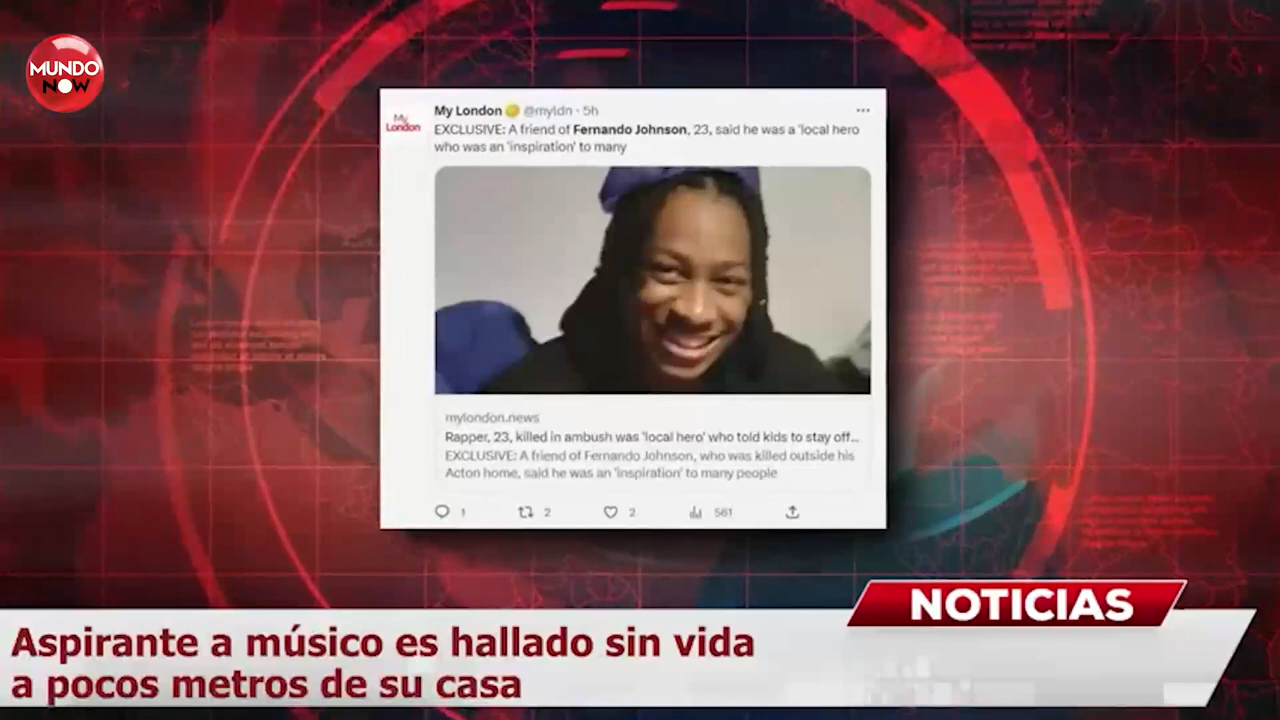 MUNDO
NOW
My London @myldn · 5h
My
London
EXCLUSIVE: A friend of Fernando Johnson, 23, said he was a 'local hero
who was an 'inspiration' to many
mylondon.news
Rapper, 23, killed in ambush was 'local hero' who told kids to stay off...
EXCLUSIVE: A friend of Fernando Johnson, who was killed outside his
Acton home, said he was an 'inspiration' to many people
1 2 2 561
NOTICIAS
Aspirante a músico es hallado sin vida
a pocos metros de su casa